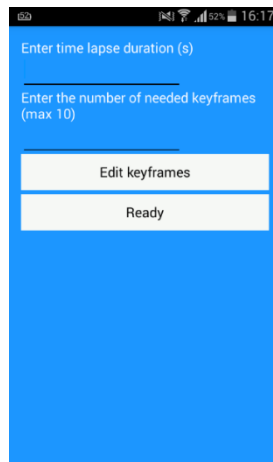 52% 16:17
Enter time lapse duration (s)
Enter the number of needed keyframes
(max 10)
Edit keyframes
Ready